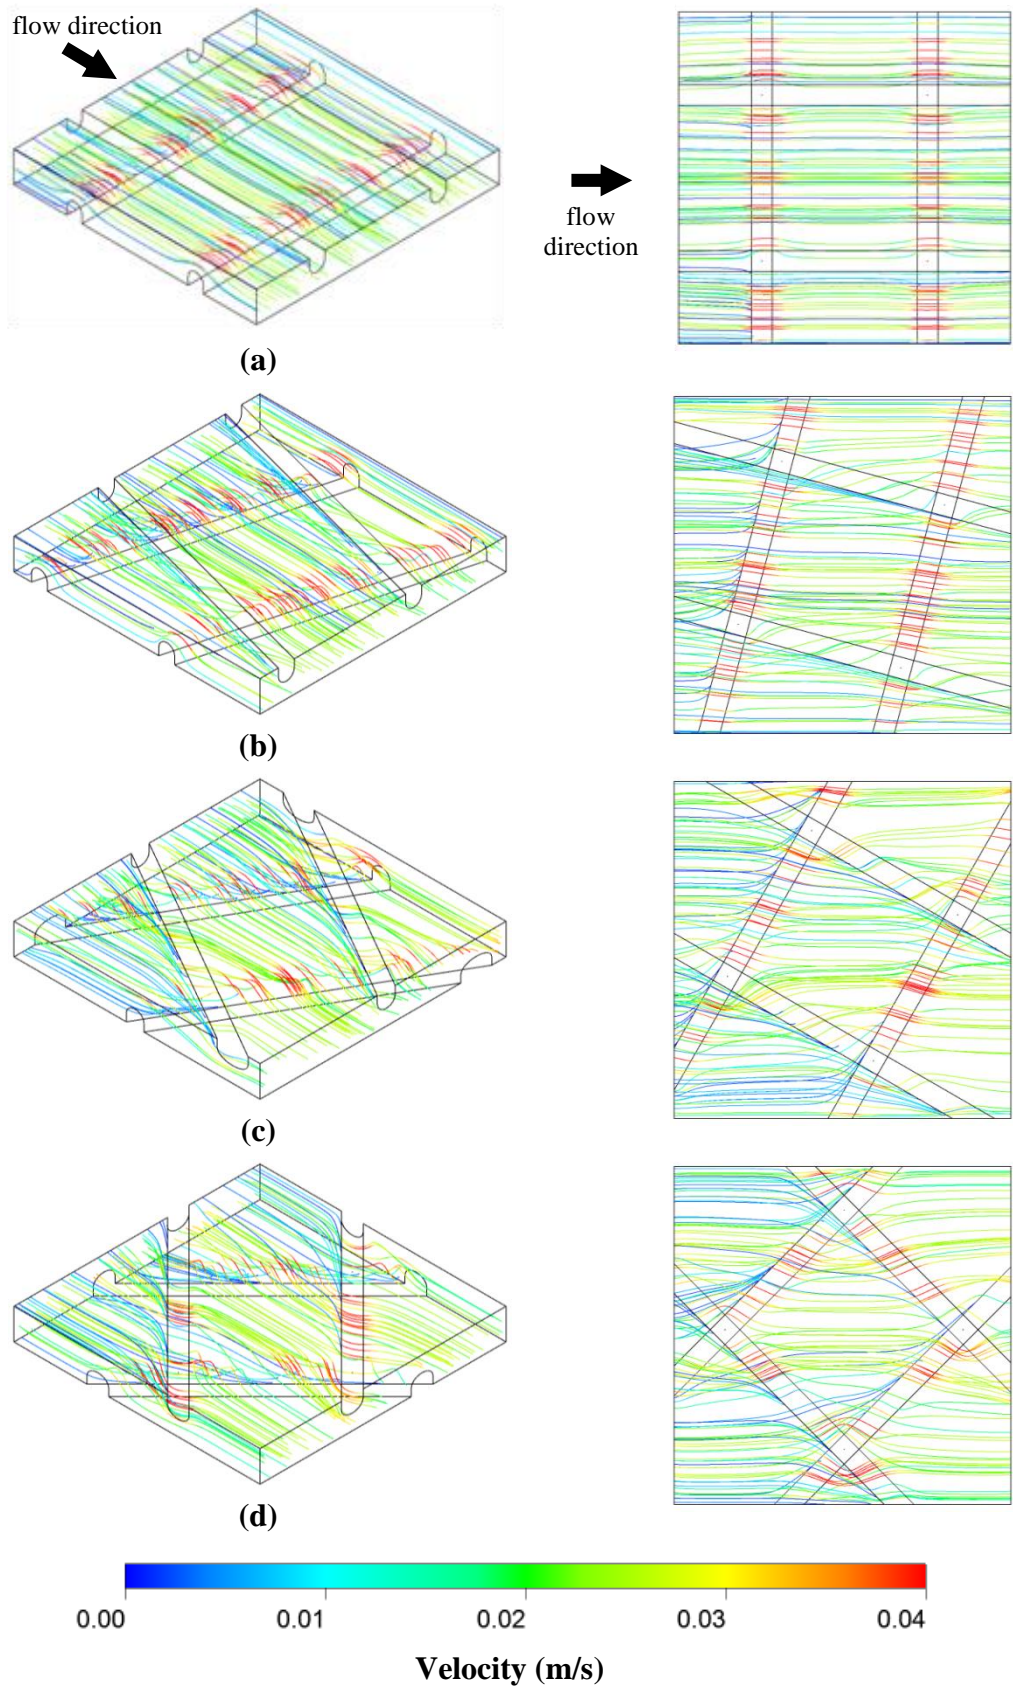 flow direction
flow
direction
(a)
(b)
(c)
(d)
0.00 0.01 0.02 0.03 0.04
Velocity (m/s)